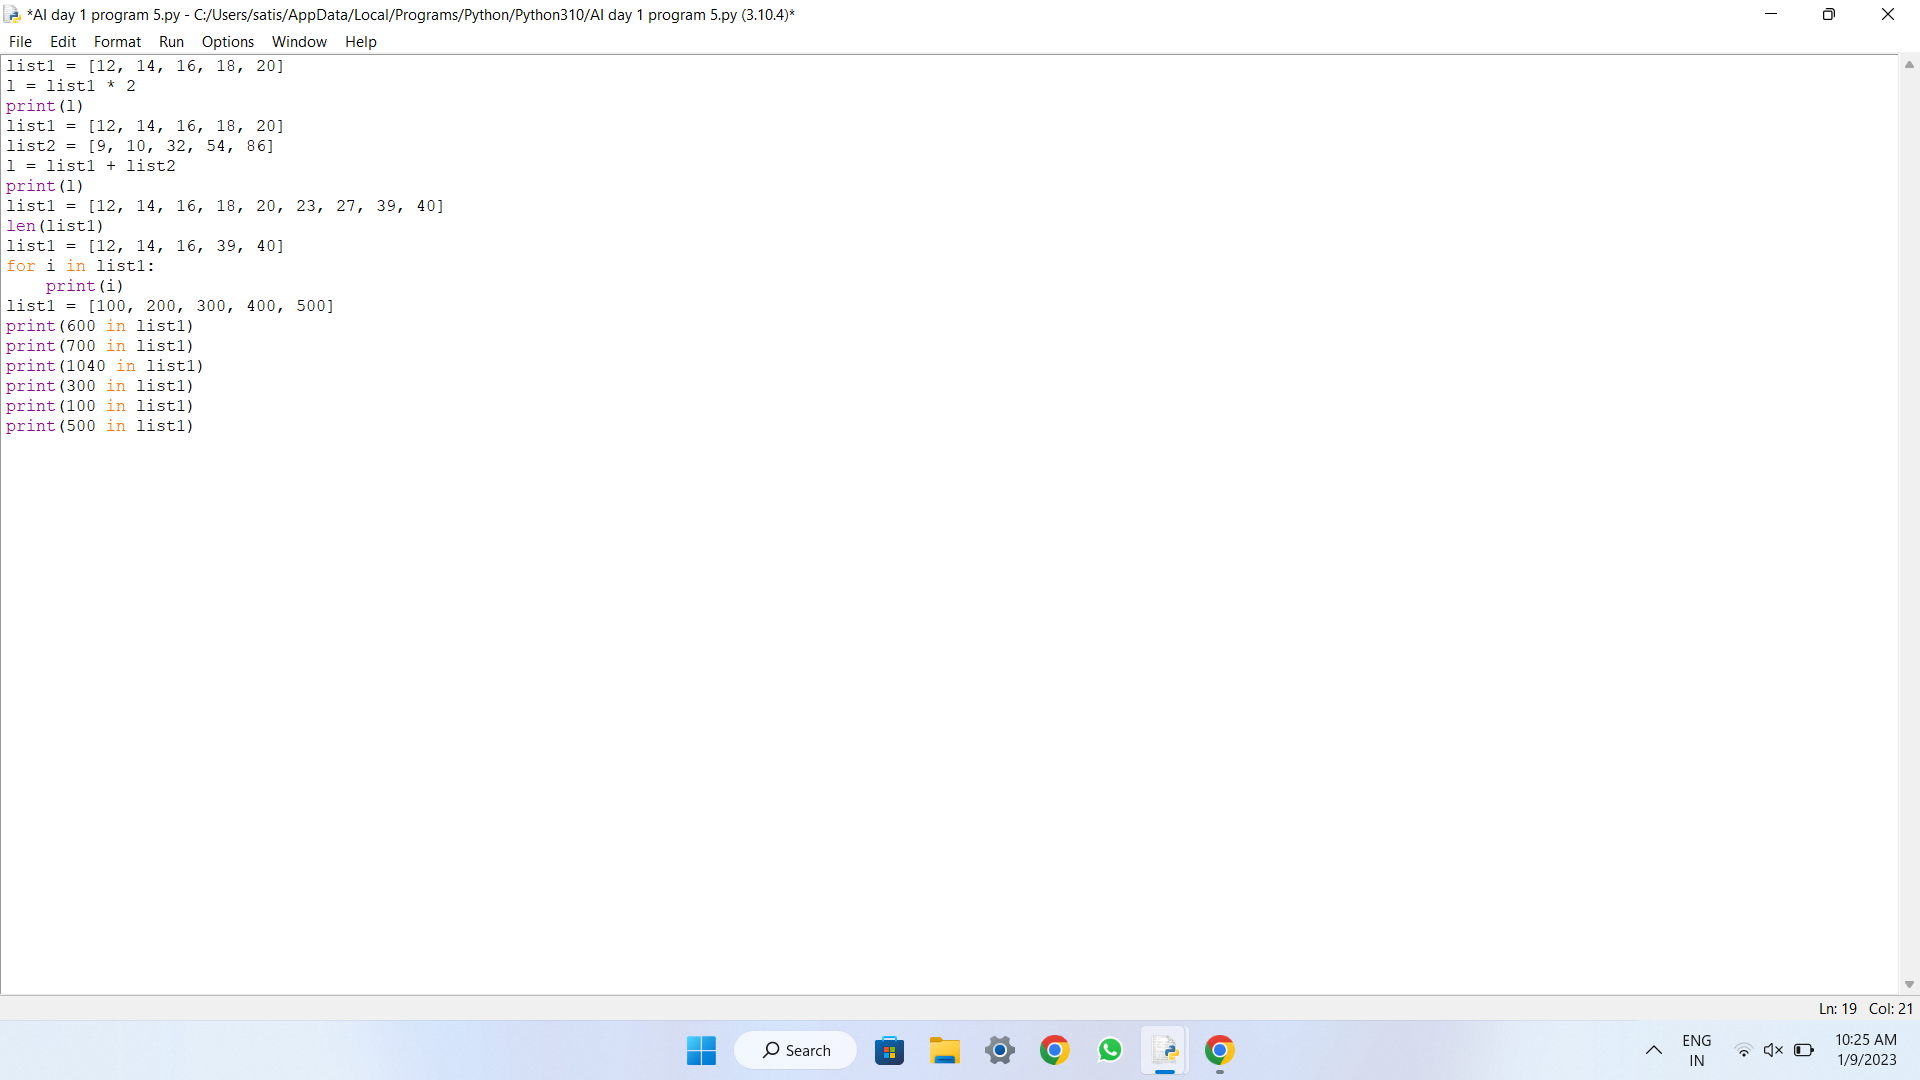 *AI day 1 program 5.py - C:/Users/satis/AppData/Local/Programs/Python/Python310/AI day 1 program 5.py (3.10.4)*
File Edit Format Run Options Window Help
list1 = [12, 14, 16, 18, 20]
l = list1 * 2
print(l)
list1 = [12, 14, 16, 18, 20]
list2 = [9, 10, 32, 54, 86]
l = list1 + list2
print(l)
list1 = [12, 14, 16, 18, 20, 23, 27, 39, 40]
len(list1)
list1 = [12, 14, 16, 39, 40]
for i in list1:
    print(i)
list1 = [100, 200, 300, 400, 500]
print(600 in list1)
print(700 in list1)
print(1040 in list1)
print(300 in list1)
print(100 in list1)
print(500 in list1)
Ln: 19 Col: 21
Search
ENG
IN
10:25 AM
1/9/2023